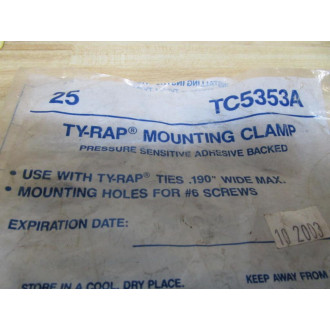 25 TC5353A
TY-RAP® MOUNTING CLAMP
PRESSURE SENSITIVE ADHESIVE BACKED
• USE WITH TY-RAP® TIES .190" WIDE MAX.
• MOUNTING HOLES FOR #6 SCREWS
EXPIRATION DATE:
10 2003
STORE IN A COOL, DRY PLACE. KEEP AWAY FROM